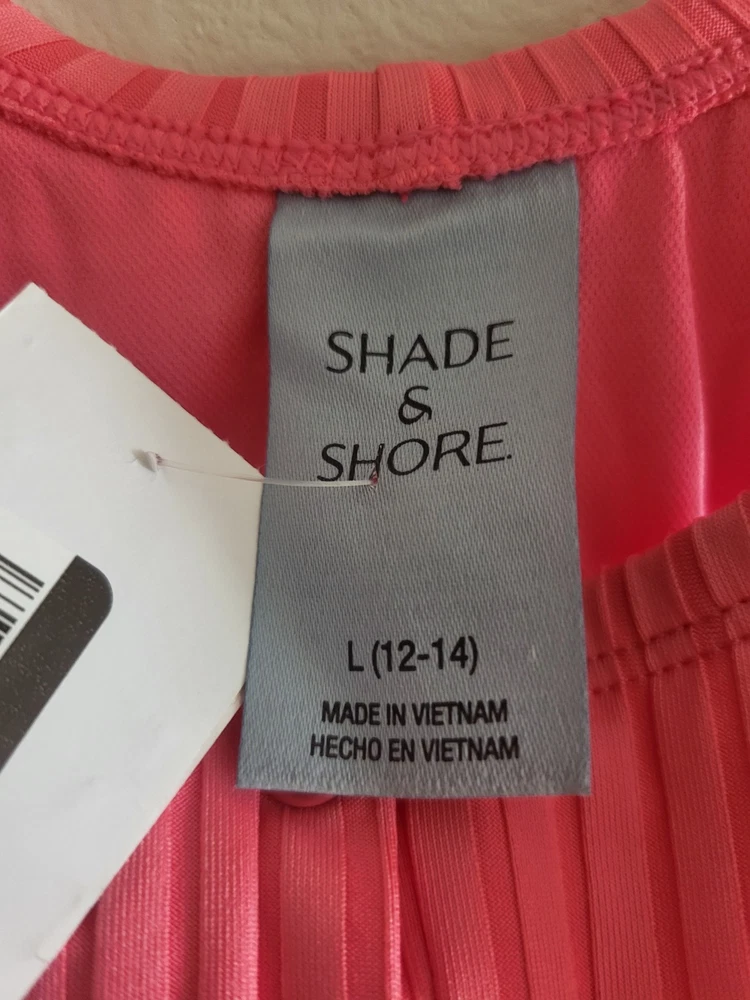 SHADE
&
SHORE.
L (12-14)
MADE IN VIETNAM
HECHO EN VIETNAM